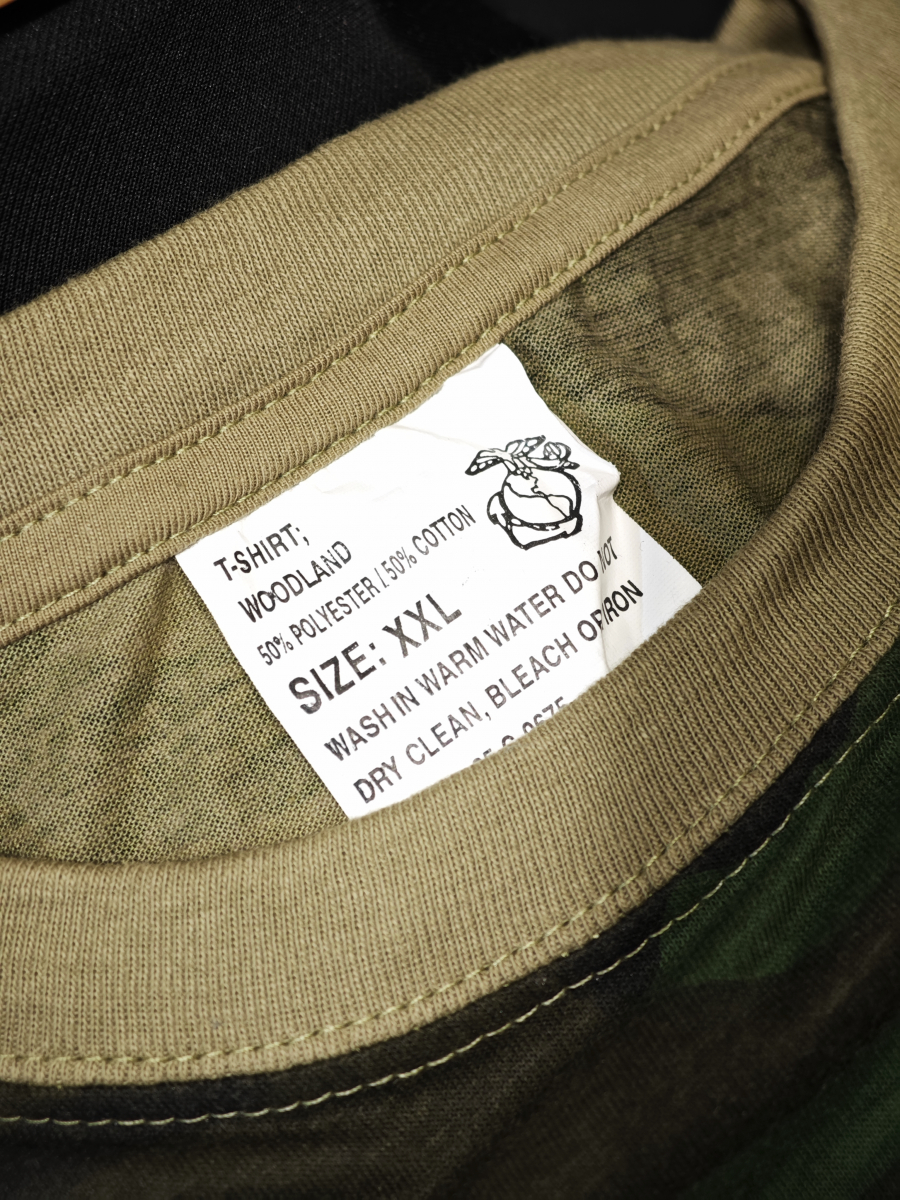 T-SHIRT;
WOODLAND
50% POLYESTER / 50% COTTON
SIZE: XXL
WASH IN WARM WATER DO NOT
DRY CLEAN, BLEACH OR IRON